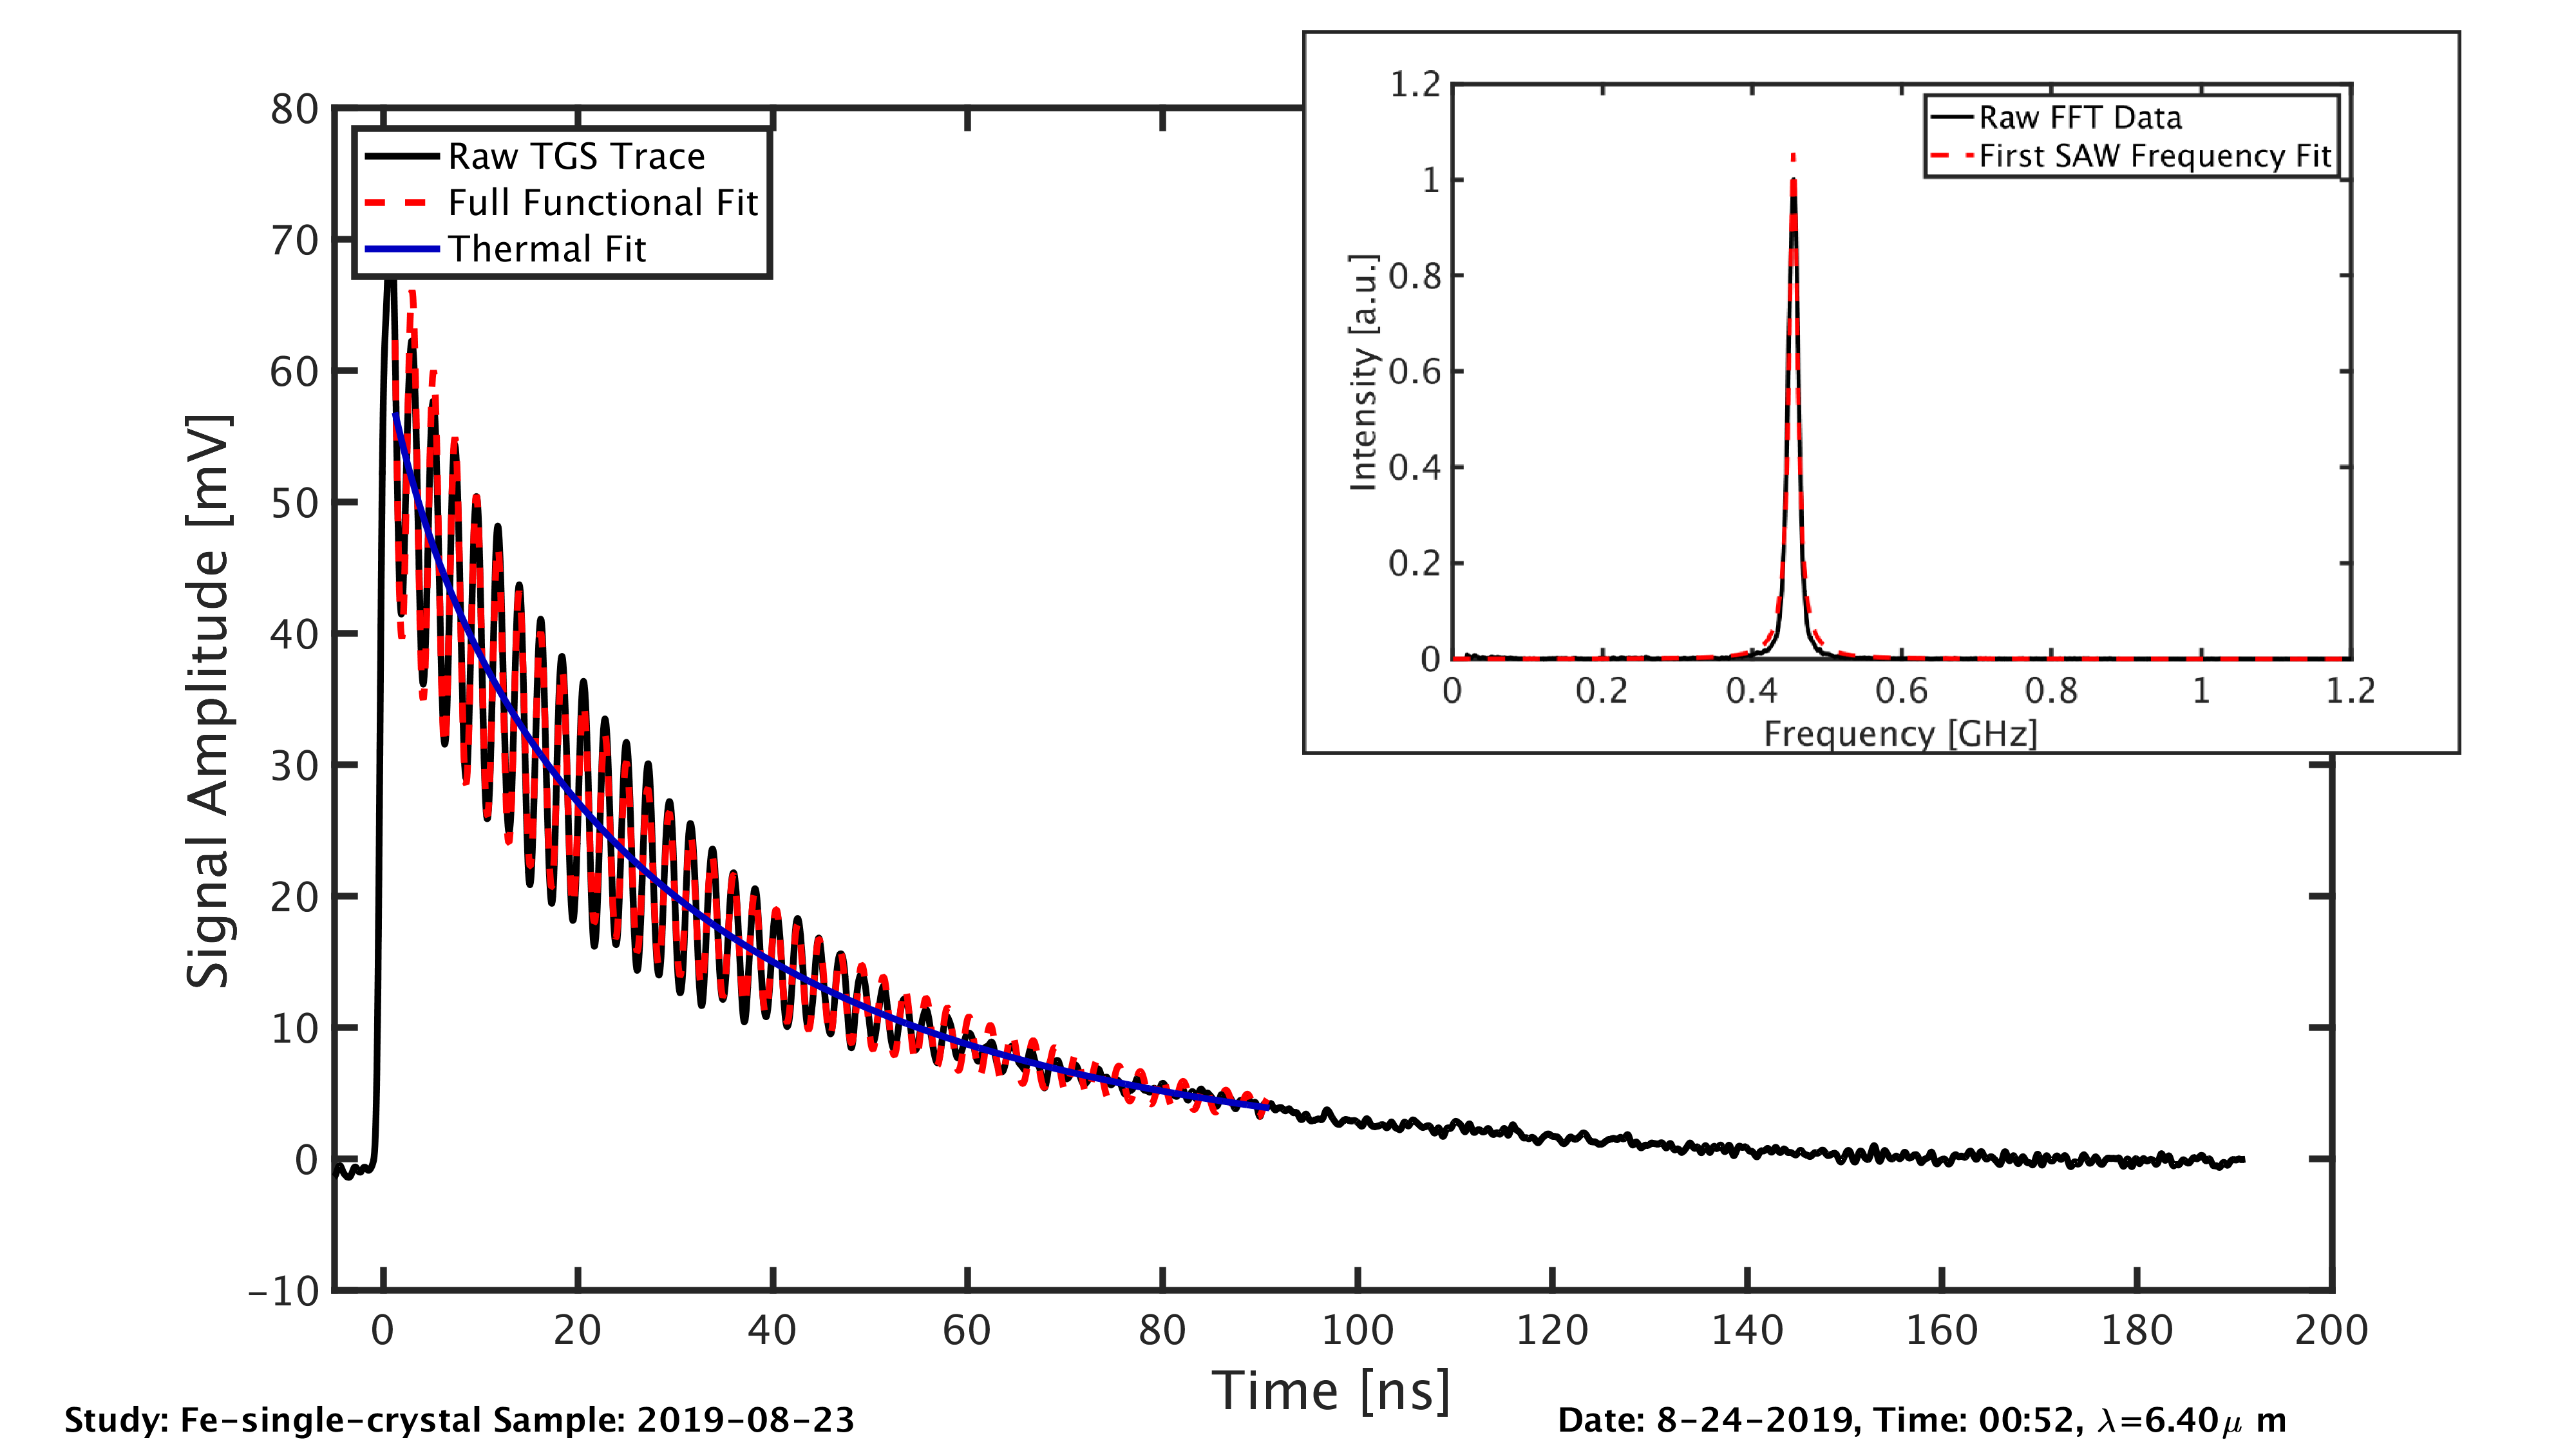 1.2
1
0.8
0.6
0.4
0.2
0
Intensity [a.u.]
Raw FFT Data
First SAW Frequency Fit
0 0.2 0.4 0.6 0.8 1 1.2
Frequency [GHz]
80
70
60
50
40
30
20
10
0
-10
Signal Amplitude [mV]
Raw TGS Trace
Full Functional Fit
Thermal Fit
0 20 40 60 80 100 120 140 160 180 200
Time [ns]
Study: Fe-single-crystal Sample: 2019-08-23
Date: 8-24-2019, Time: 00:52, λ=6.40μ m